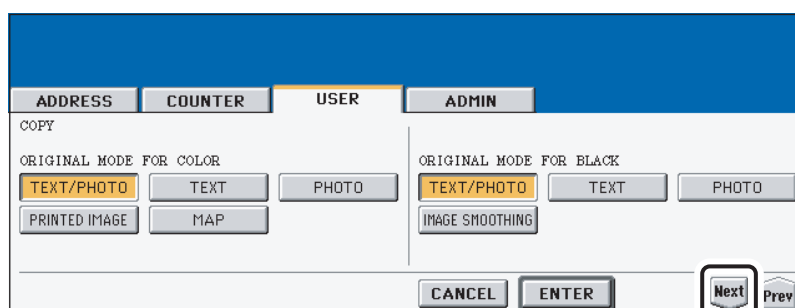 ADDRESS COUNTER USER ADMIN
COPY
ORIGINAL MODE FOR COLOR ORIGINAL MODE FOR BLACK
TEXT/PHOTO TEXT PHOTO TEXT/PHOTO TEXT PHOTO
PRINTED IMAGE MAP IMAGE SMOOTHING
CANCEL ENTER Next Prev